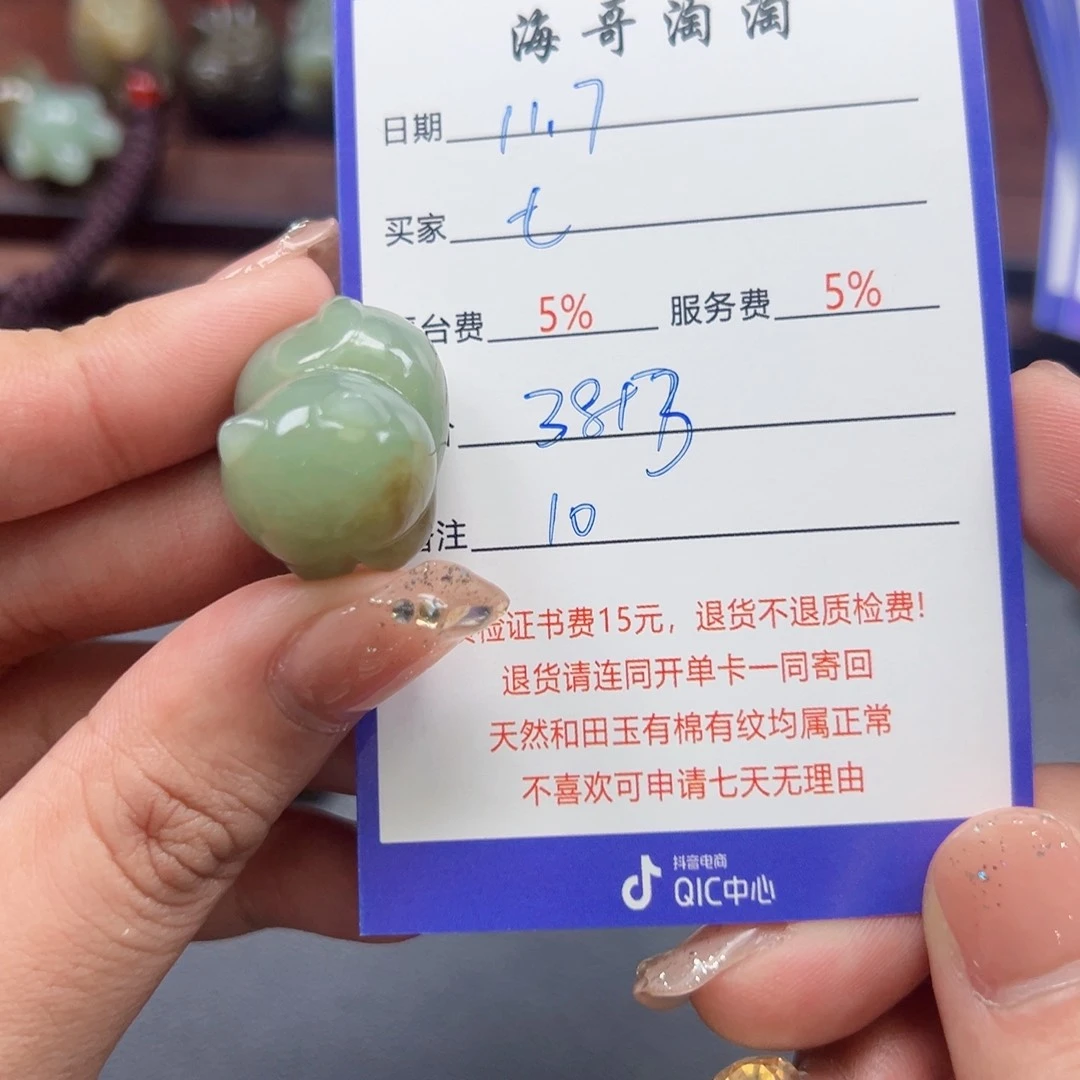 海哥淘淘
日期 11.7
买家 七
台费 5% 服务费 5%
注 10
验证书费15元，退货不退质检费！
退货请连同开单卡一同寄回
天然和田玉有棉有纹均属正常
不喜欢可申请七天无理由
抖音电商
QIC中心